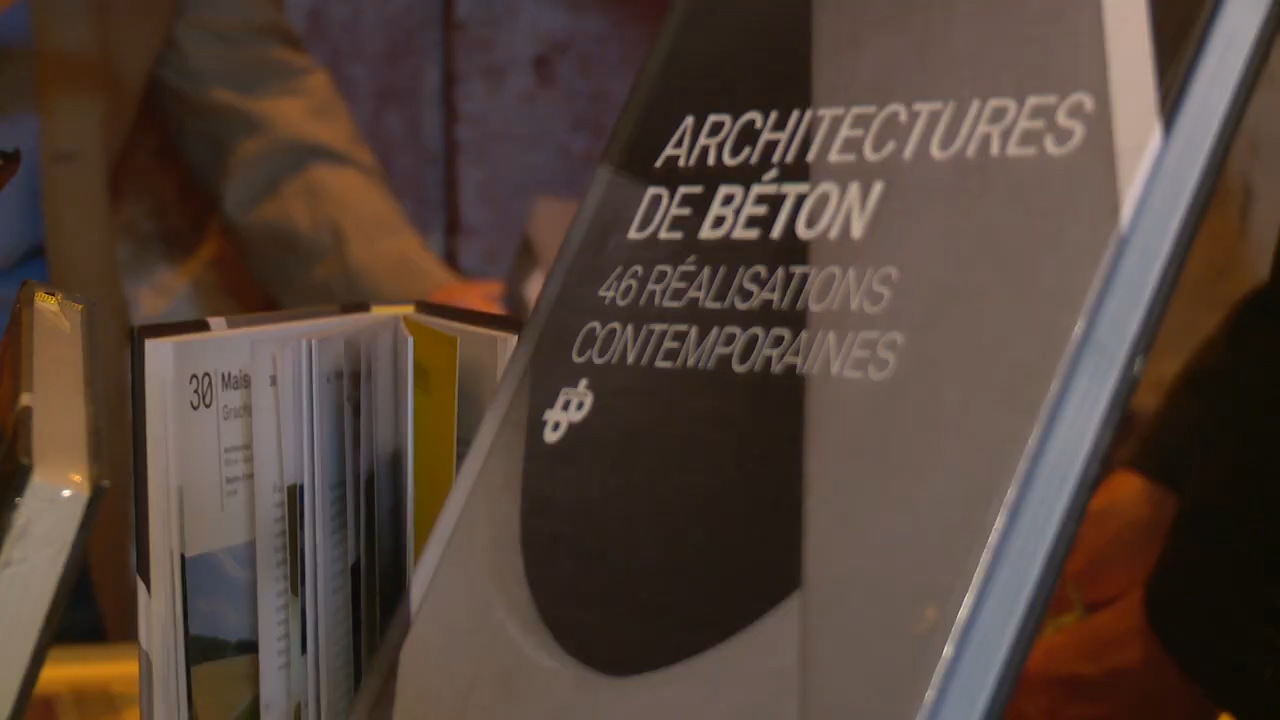 ARCHITECTURES
DE BÉTON
46 RÉALISATIONS
CONTEMPORAINES
30